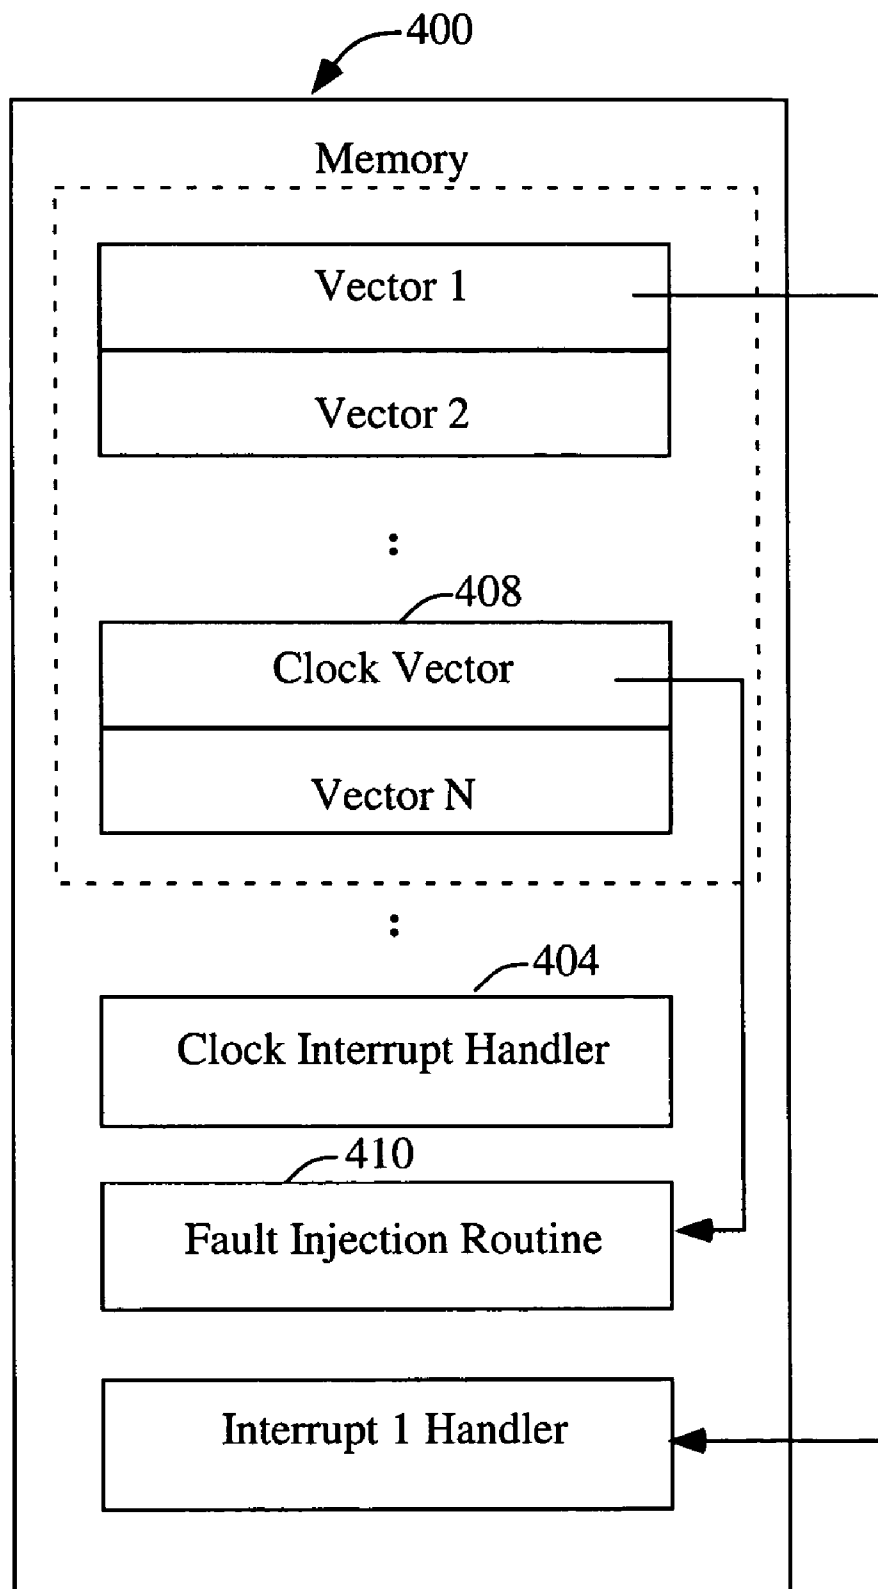 400
Memory
Vector 1
Vector 2
:
408
Clock Vector
Vector N
:
404
Clock Interrupt Handler
410
Fault Injection Routine
Interrupt 1 Handler